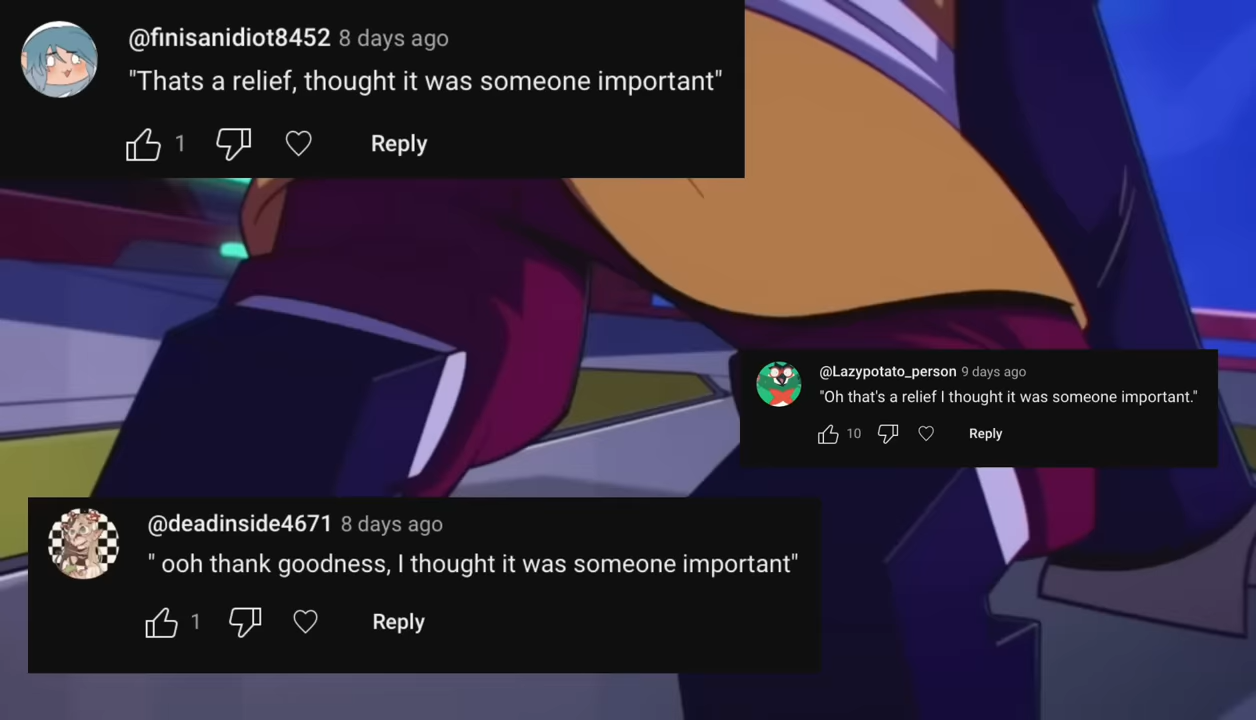 @finisanidiot8452 8 days ago
"Thats a relief, thought it was someone important"
1 Reply
@Lazypotato_person 9 days ago
"Oh that's a relief I thought it was someone important."
10 Reply
@deadinside4671 8 days ago
" ooh thank goodness, I thought it was someone important"
1 Reply